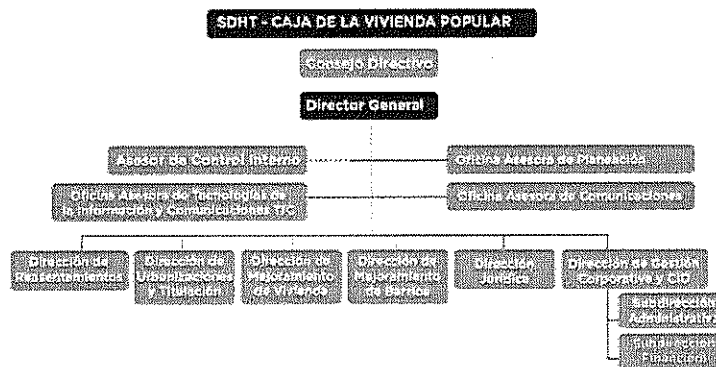 SDHT - CAJA DE LA VIVIENDA POPULAR
Consejo Directivo
Director General
Asesor de Control Interno
Oficina Asesora de Planeación
Oficina Asesora de Tecnologías de
la Información y Comunicaciones TIC
Oficina Asesora de Comunicaciones
Dirección de
Reasentamientos
Dirección de
Urbanizaciones
y Titulación
Dirección de
Mejoramiento
de Vivienda
Dirección de
Mejoramiento
de Barrios
Dirección
Jurídica
Dirección de Gestión
Corporativa y CID
Subdirección
Administrativa
Subdirección
Financiera